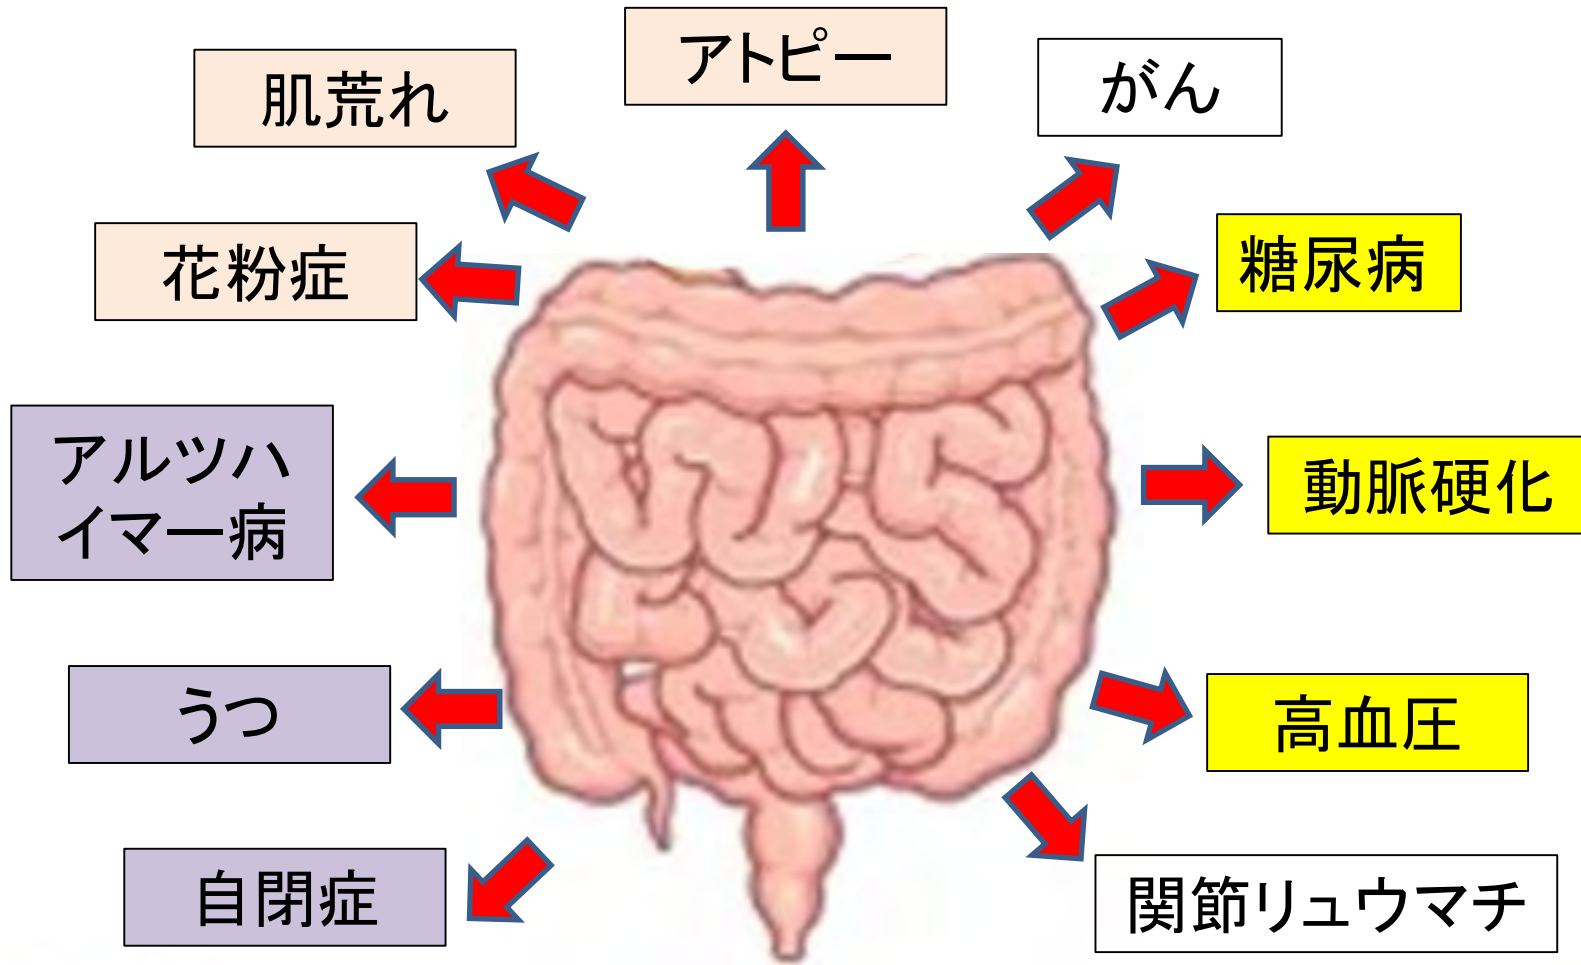 アトピー
がん
肌荒れ
花粉症
糖尿病
アルツハ
イマー病
動脈硬化
うつ
高血圧
自閉症
関節リュウマチ